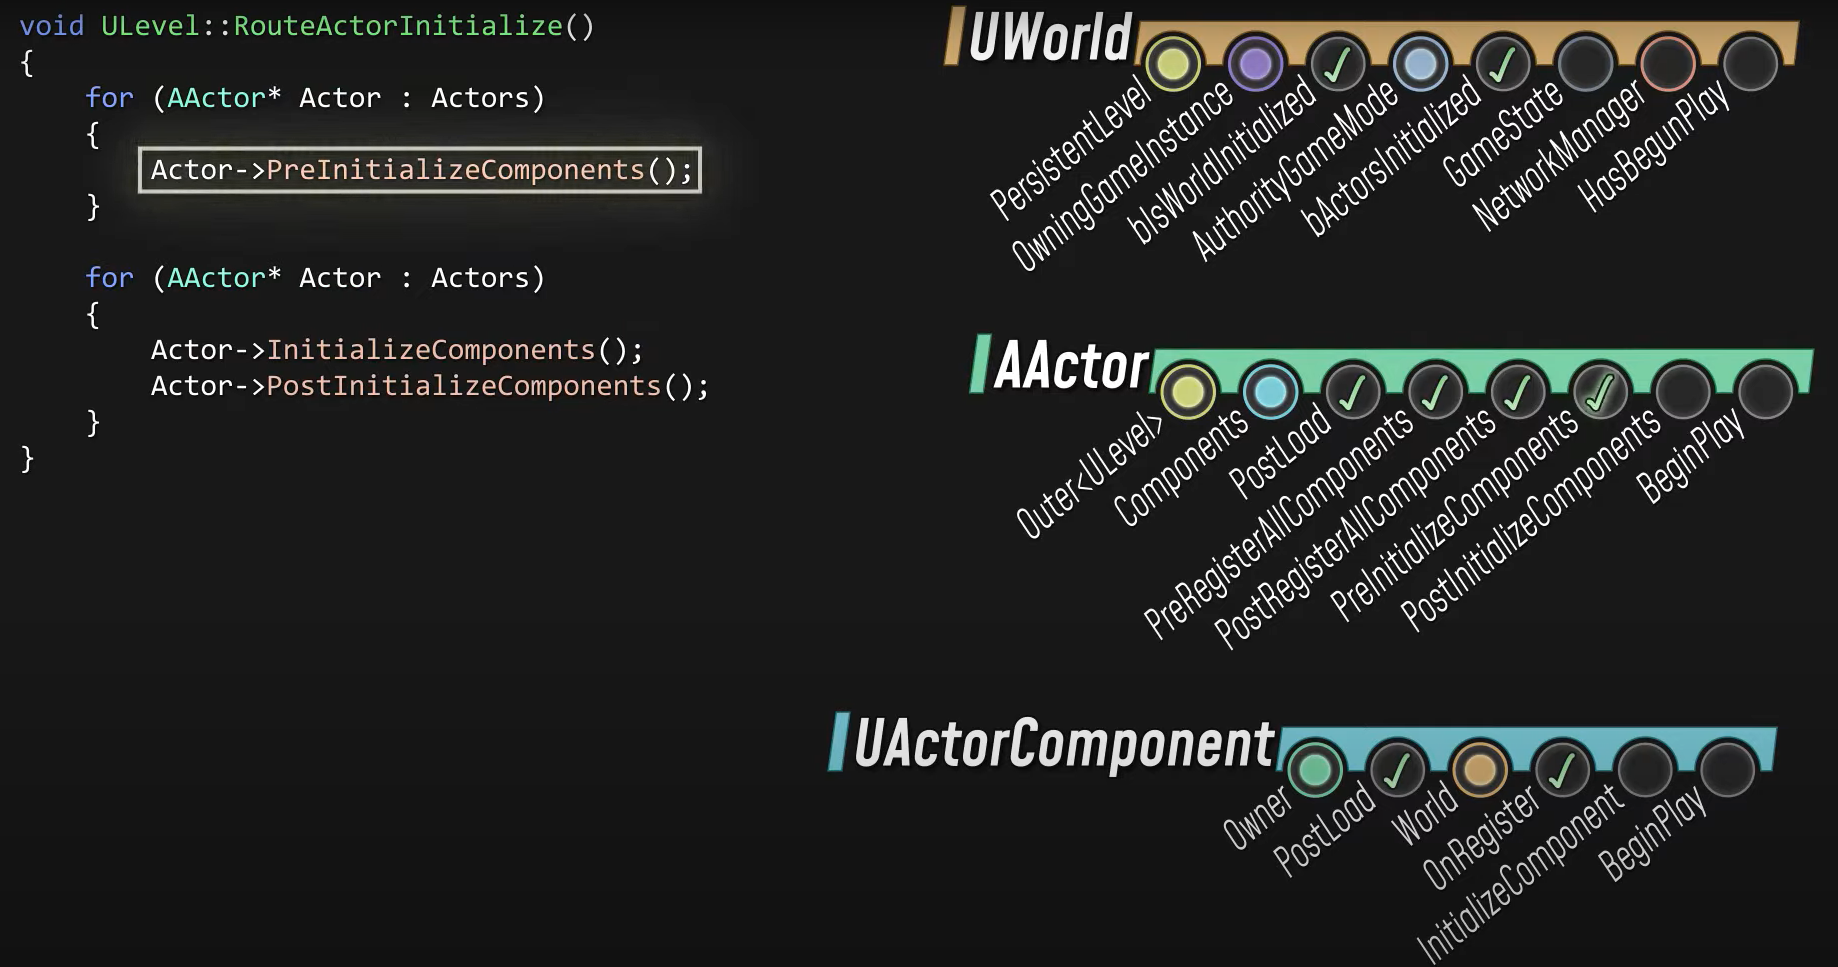 void ULevel::RouteActorInitialize()
{
for (AActor* Actor : Actors)
{
Actor->PreInitializeComponents();
}
for (AActor* Actor : Actors)
{
Actor->InitializeComponents();
Actor->PostInitializeComponents();
}
}
UWorld
PersistentLevel
OwningGameInstance
bIsWorldInitialized
AuthorityGameMode
bActorsInitialized
GameState
NetworkManager
HasBegunPlay
AActor
Outer<ULevel>
Components
PostLoad
PreRegisterAllComponents
PostRegisterAllComponents
PreInitializeComponents
PostInitializeComponents
BeginPlay
UActorComponent
Owner
PostLoad
World
OnRegister
InitializeComponent
BeginPlay